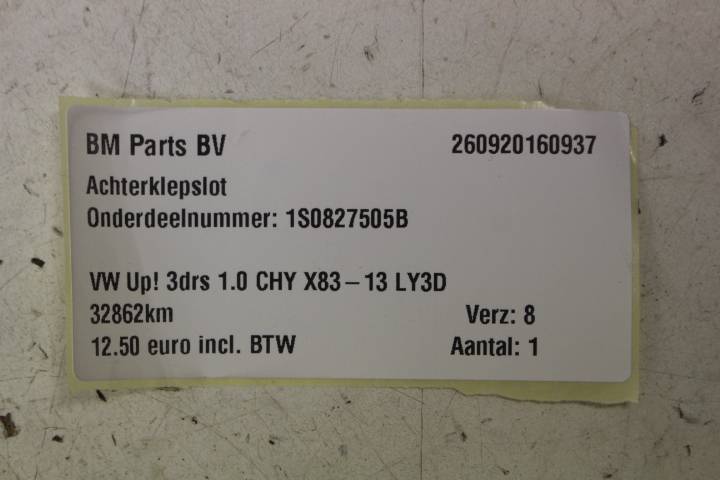 BM Parts BV 260920160937
Achterklepslot
Onderdeelnummer: 1S0827505B
VW Up! 3drs 1.0 CHY X83-13 LY3D
32862km Verz: 8
12.50 euro incl. BTW Aantal: 1